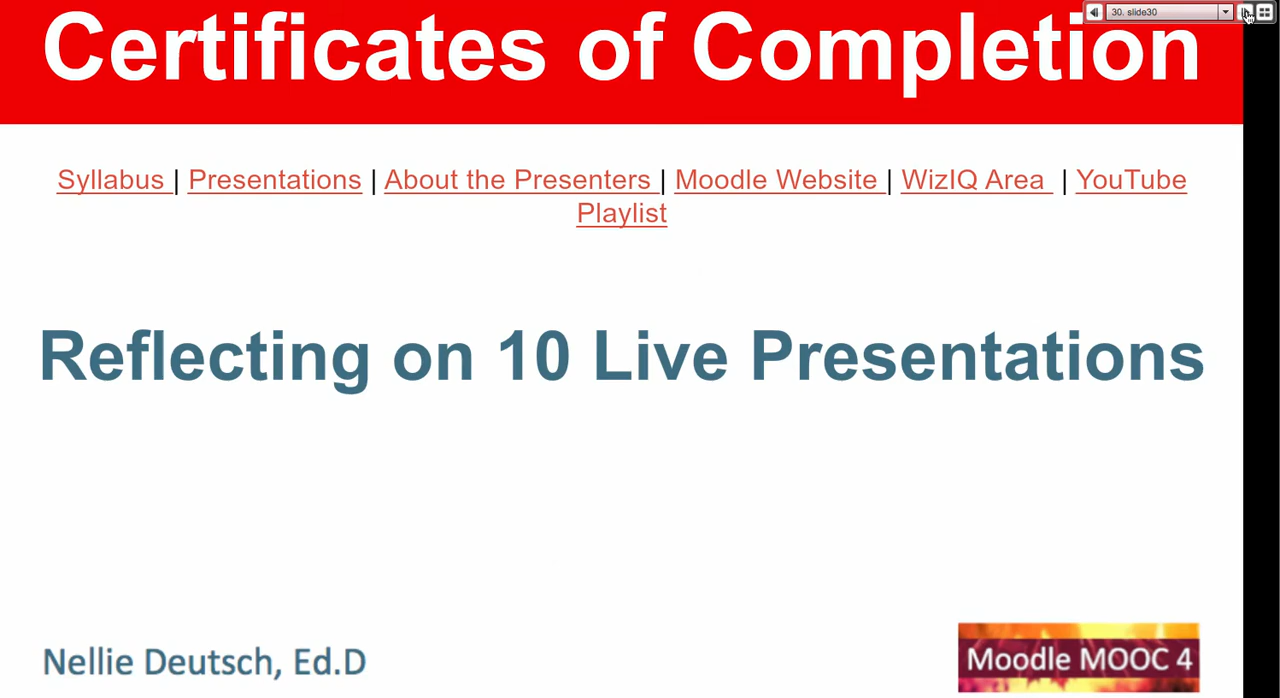 30. slide30
Certificates of Completion
Syllabus | Presentations | About the Presenters | Moodle Website | WizIQ Area | YouTube
Playlist
Reflecting on 10 Live Presentations
Nellie Deutsch, Ed.D
Moodle MOOC 4